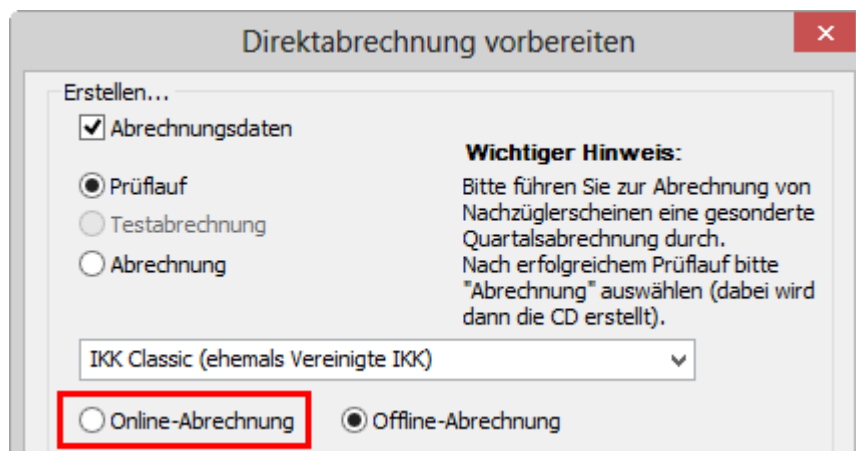 Direktabrechnung vorbereiten
Erstellen...
Abrechnungsdaten
Prüflauf
Testabrechnung
Abrechnung
Wichtiger Hinweis:
Bitte führen Sie zur Abrechnung von
Nachzüglerscheinen eine gesonderte
Quartalsabrechnung durch.
Nach erfolgreichem Prüflauf bitte
"Abrechnung" auswählen (dabei wird
dann die CD erstellt).
IKK Classic (ehemals Vereinigte IKK)
Online-Abrechnung
Offline-Abrechnung